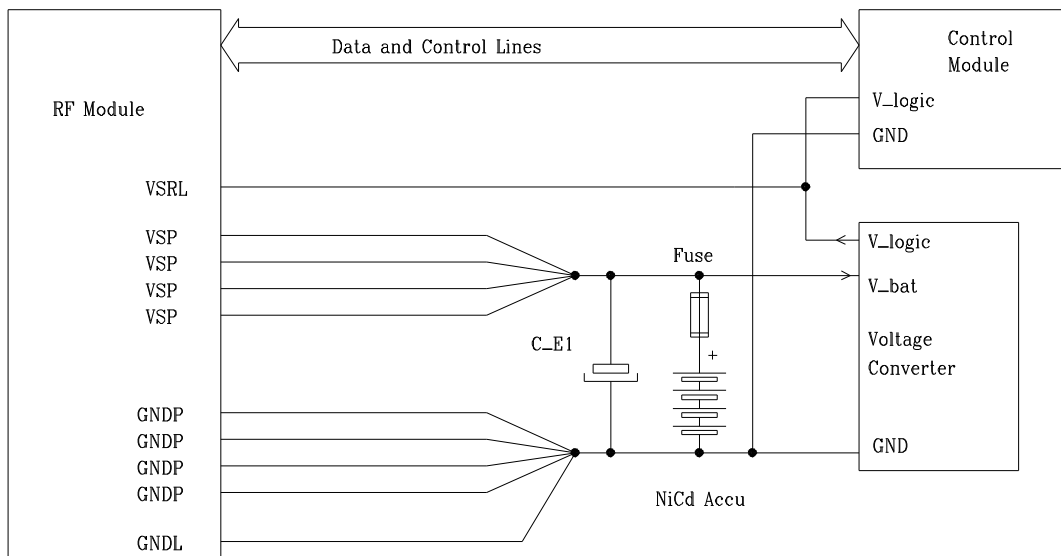 Data and Control Lines
Control
Module
V_logic
GND
RF Module
VSRL
VSP
VSP
VSP
VSP
Fuse
V_logic
V_bat
C_E1
+
Voltage
Converter
GNDP
GNDP
GNDP
GNDP
GND
NiCd Accu
GNDL